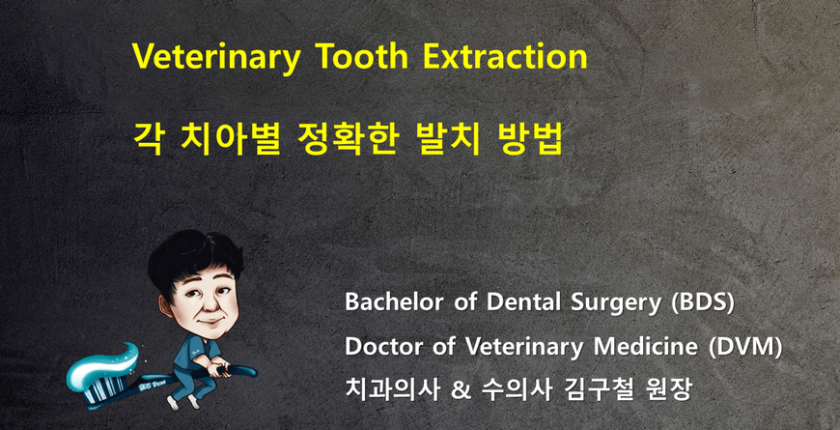 Veterinary Tooth Extraction
각 치아별 정확한 발치 방법
Bachelor of Dental Surgery (BDS)
Doctor of Veterinary Medicine (DVM)
치과의사 & 수의사 김구철 원장